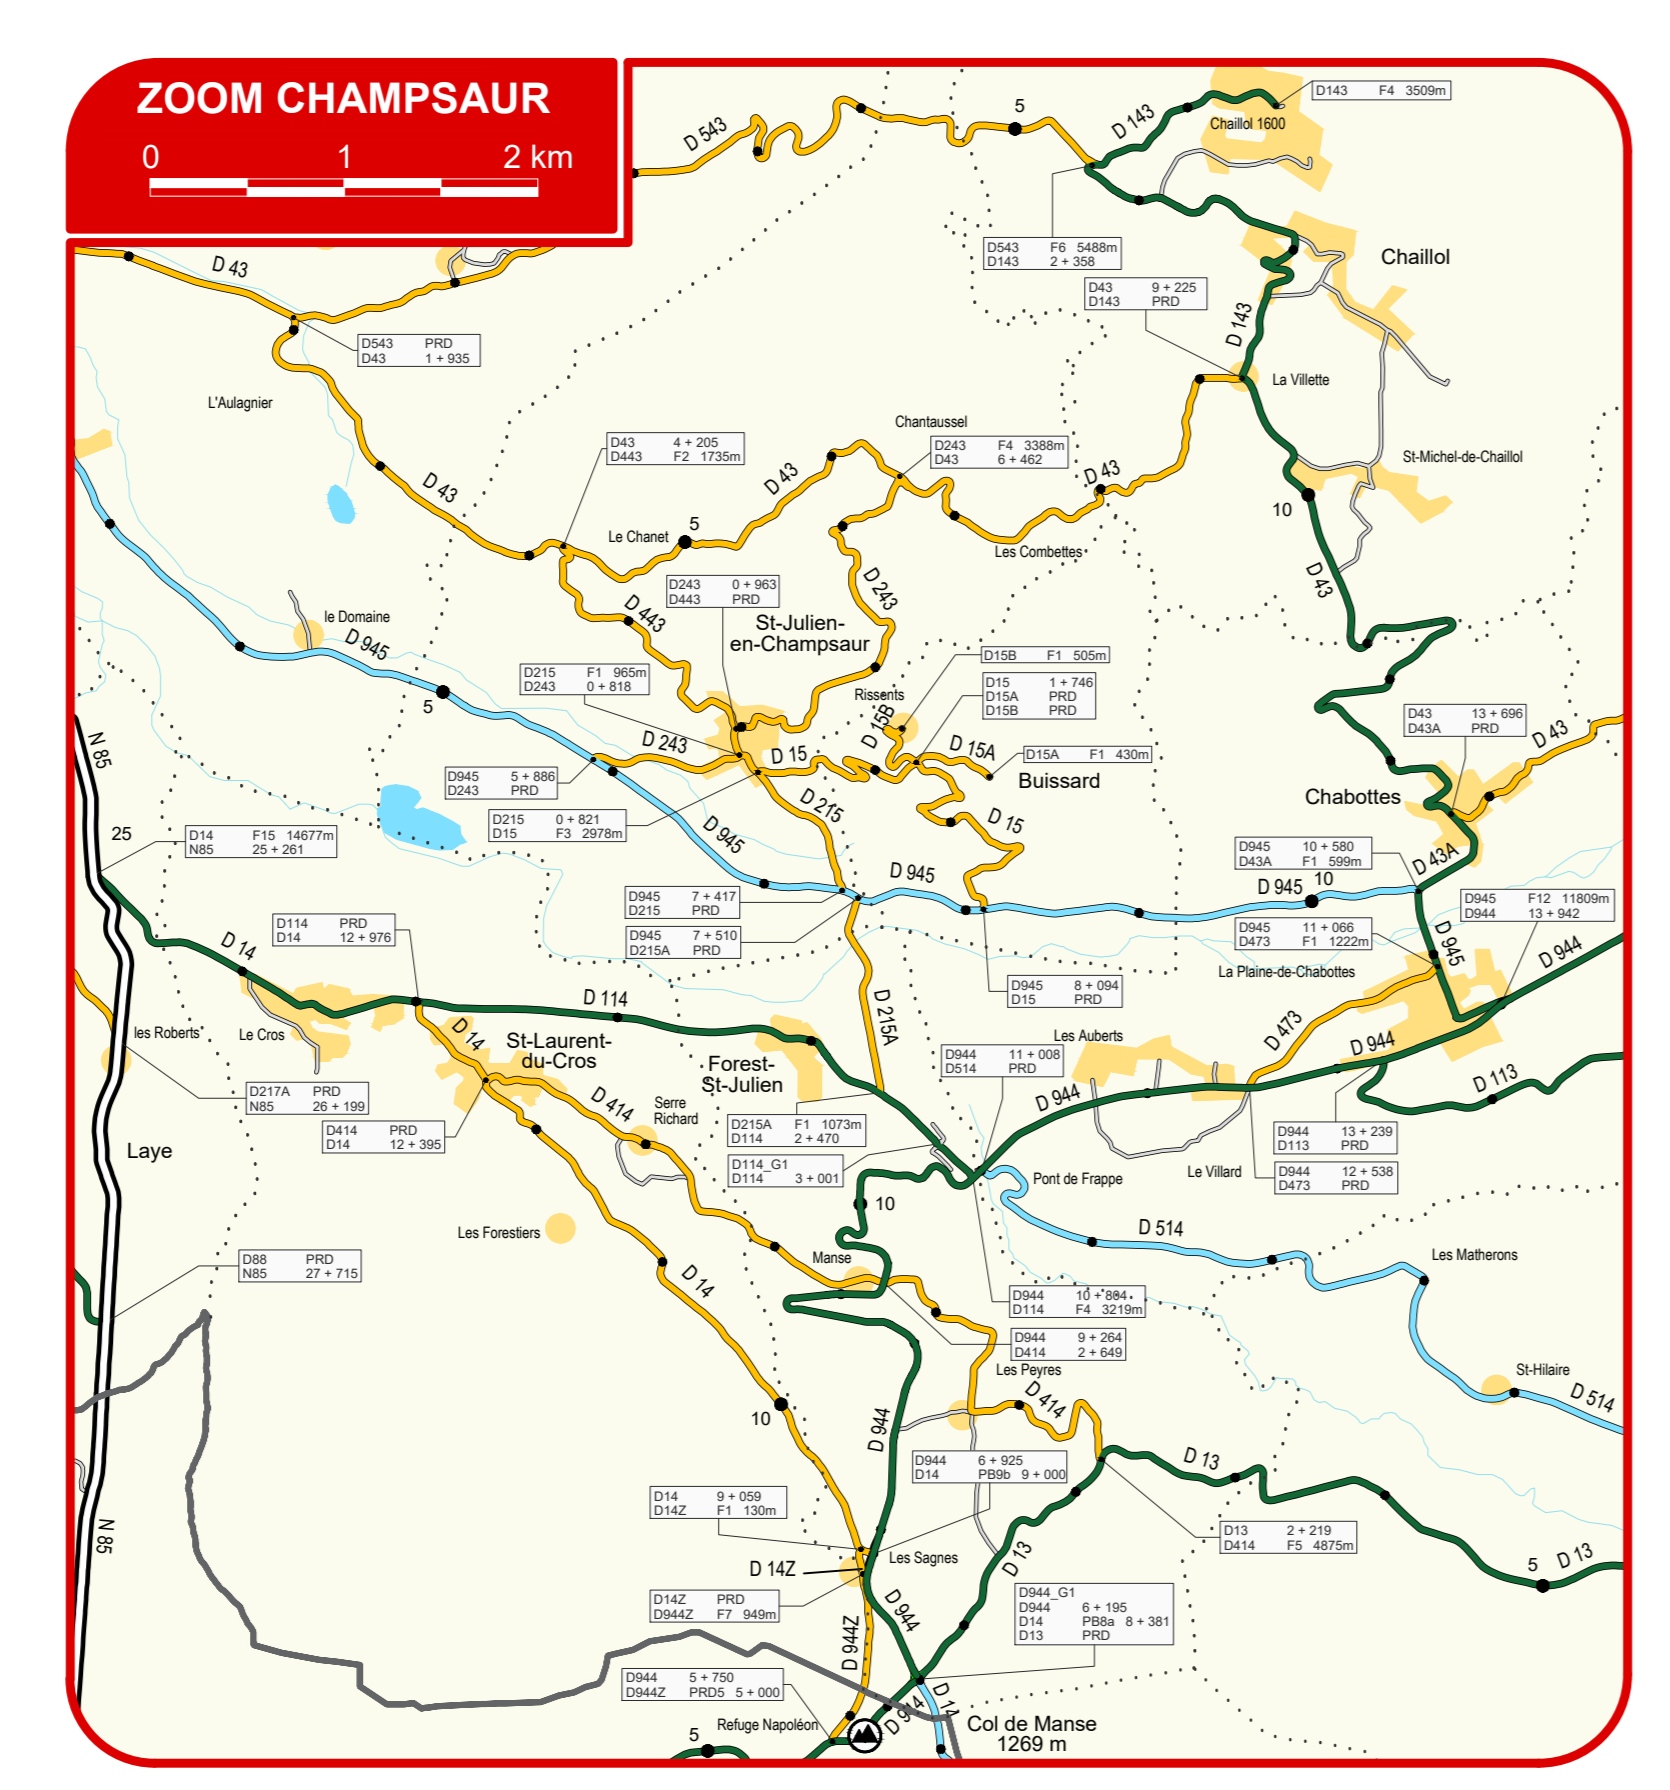 ZOOM CHAMPSAUR
0 1 2 km
D 543
5
D 143
Chaillol 1600
D143 F4 3509m
D543 F6 5488m
D143 2 + 358
D43 9 + 225
D143 PRD
Chaillol
D 43
D 143
D543 PRD
D43 1 + 935
La Villette
L'Aulagnier
Chantaussel
D43 4 + 205
D443 F2 1735m
D243 F4 3388m
D43 6 + 462
St-Michel-de-Chaillol
D 43
D 43
D 43
10
Le Chanet
5
Les Combettes
D 43
D243 0 + 963
D443 PRD
D 243
D 443
St-Julien-
en-Champsaur
le Domaine
D 945
D15B F1 505m
D215 F1 965m
D243 0 + 818
D15 1 + 746
D15A PRD
D15B PRD
Rissents
5
D 15B
D43 13 + 696
D43A PRD
D 43
N 85
D 243
D 15
D 15A
D15A F1 430m
D945 5 + 886
D243 PRD
Buissard
Chabottes
D 215
D215 0 + 821
D15 F3 2978m
D 15
25
D14 F15 14677m
N85 25 + 261
D 945
D945 10 + 580
D43A F1 599m
D 43A
D 945
D 945
10
D945 7 + 417
D215 PRD
D945 F12 11809m
D944 13 + 942
D114 PRD
D14 12 + 976
D945 7 + 510
D215A PRD
D945 11 + 066
D473 F1 1222m
D 945
D 944
D 14
La Plaine-de-Chabottes
D945 8 + 094
D15 PRD
D 114
D 215A
les Roberts
Le Cros
D 14
St-Laurent-
du-Cros
Les Auberts
D 473
D 944
Forest-
St-Julien
D944 11 + 008
D514 PRD
D 113
D217A PRD
N85 26 + 199
D 414
Serre
Richard
D 944
D414 PRD
D14 12 + 395
D215A F1 1073m
D114 2 + 470
D944 13 + 239
D113 PRD
Laye
D114_G1
D114 3 + 001
Pont de Frappe
Le Villard
D944 12 + 538
D473 PRD
10
Les Forestiers
D 514
D88 PRD
N85 27 + 715
Manse
Les Matherons
D 14
D944 10 + 804
D114 F4 3219m
D944 9 + 264
D414 2 + 649
Les Peyres
St-Hilaire
D 414
D 514
10
D 944
D944 6 + 925
D14 PB9b 9 + 000
D 13
D14 9 + 059
D14Z F1 130m
D13 2 + 219
D414 F5 4875m
N 85
Les Sagnes
D 13
5
D 13
D 14Z
D14Z PRD
D944Z F7 949m
D 944
D944_G1
D944 6 + 195
D14 PB8a 8 + 381
D13 PRD
D 944Z
D944 5 + 750
D944Z PRD5 5 + 000
D 14
D 944
Refuge Napoléon
5
Col de Manse
1269 m